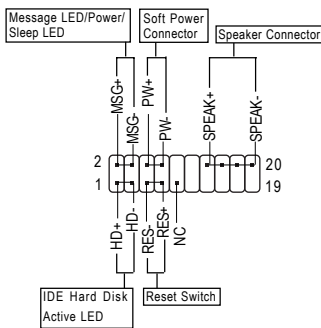 Message LED/Power/
Sleep LED
Soft Power
Connector
Speaker Connector
MSG+
MSG-
PW+
PW-
SPEAK+
SPEAK-
2
20
1
19
HD+
HD-
RES-
RES+
NC
IDE Hard Disk
Active LED
Reset Switch